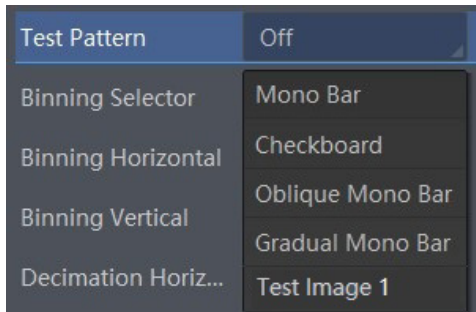 Test Pattern Off
Binning Selector Mono Bar
Binning Horizontal Checkboard
Binning Vertical Oblique Mono Bar
Gradual Mono Bar
Decimation Horiz... Test Image 1